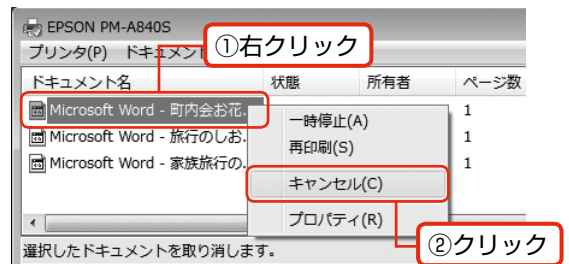 EPSON PM-A840S
プリンタ(P) ドキュメント
①右クリック
ドキュメント名 状態 所有者 ページ数
Microsoft Word - 町内会お花... 1
Microsoft Word - 旅行のしお... 1
Microsoft Word - 家族旅行の... 1
一時停止(A)
再印刷(S)
キャンセル(C)
プロパティ(R)
②クリック
選択したドキュメントを取り消します。